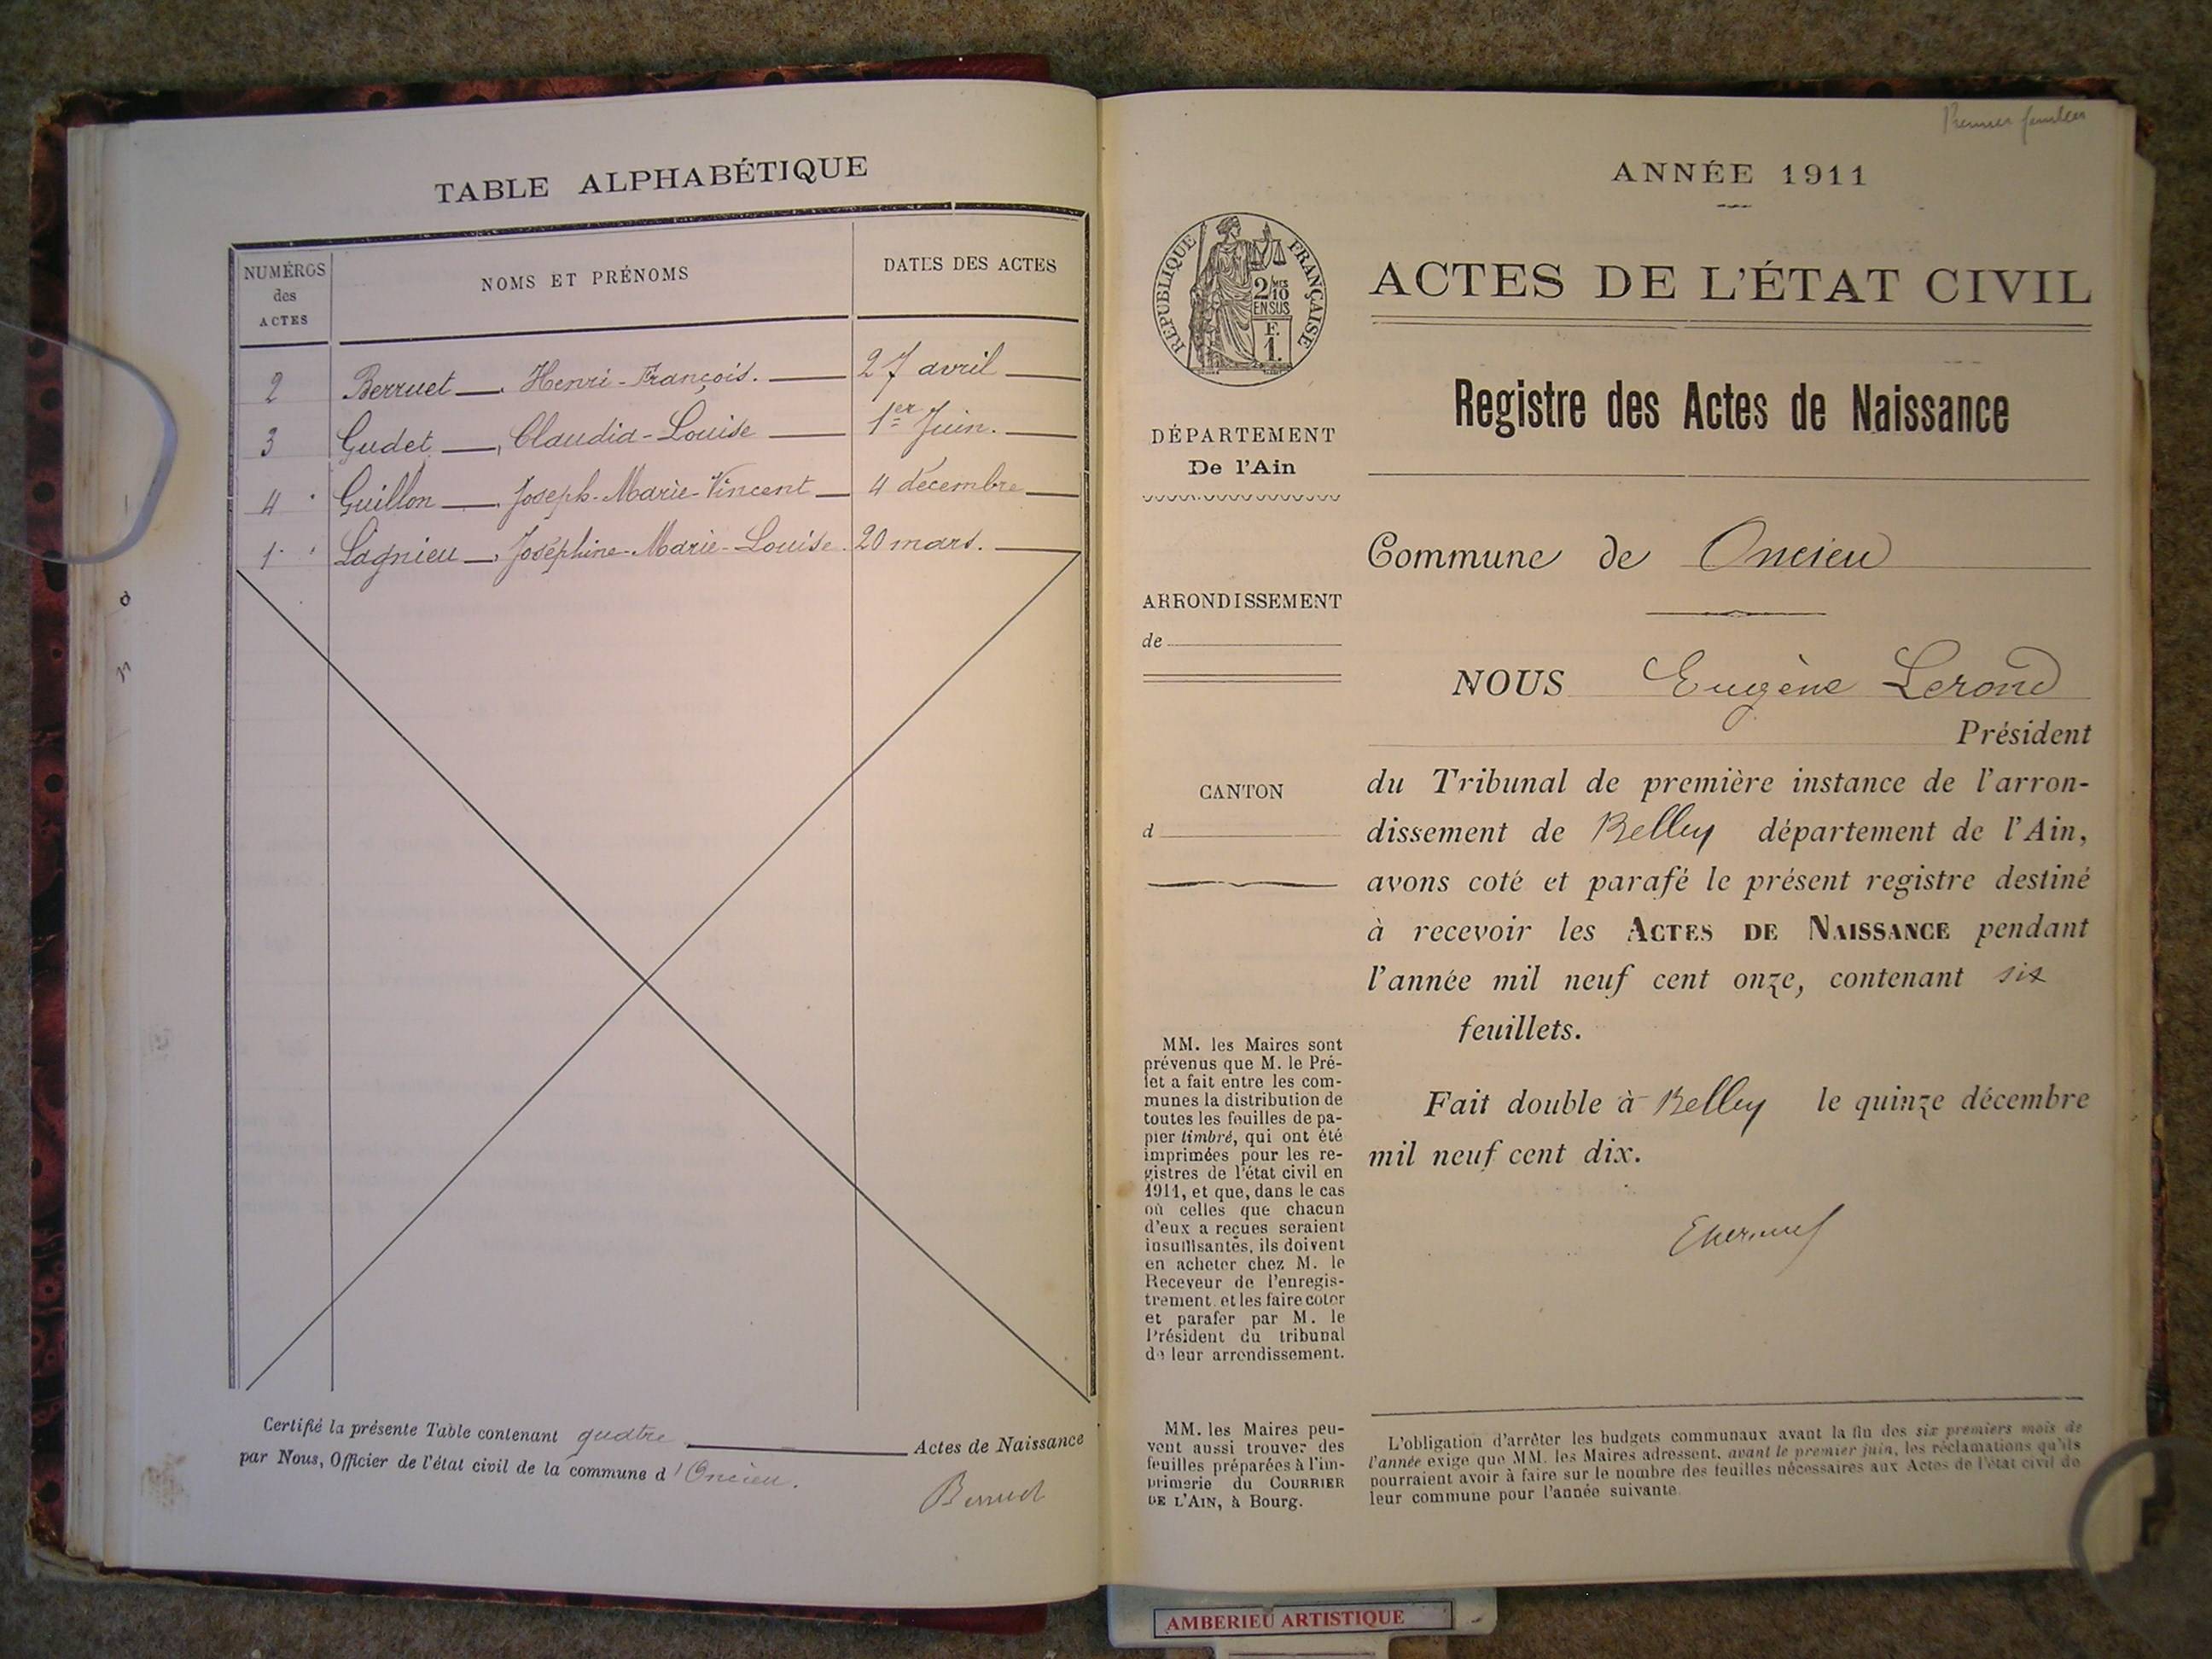 TABLE ALPHABÉTIQUE
NUMÉROS
des
ACTES
NOMS ET PRÉNOMS
DATES DES ACTES
2 Berruet —, Henri-François. — 27 avril —
3 Gudet —, Claudia-Louise — 1er Juin. —
4 Guillon —, Joseph-Marie-Vincent — 4 décembre —
1 Lagnieu —, Joséphine-Marie-Louise. 20 mars. —
Certifié la présente Table contenant quatre — Actes de Naissance
par Nous, Officier de l'état civil de la commune d'Oncieu.
Berruet
Premier feuillet
ANNÉE 1911
RÉPUBLIQUE FRANÇAISE
2/10
EN SUS
F.
1.
ACTES DE L'ÉTAT CIVIL
Registre des Actes de Naissance
DÉPARTEMENT
De l'Ain
ARRONDISSEMENT
de
CANTON
d
MM. les Maires sont
prévenus que M. le Pré-
fet a fait entre les com-
munes la distribution de
toutes les feuilles de pa-
pier timbré, qui ont été
imprimées pour les re-
gistres de l'état civil en
1911, et que, dans le cas
où celles que chacun
d'eux a reçues seraient
insuffisantes, ils doivent
en acheter chez M. le
Receveur de l'enregis-
trement et les faire coter
et parafer par M. le
Président du tribunal
de leur arrondissement.
MM. les Maires peu-
vent aussi trouver des
feuilles préparées à l'im-
primerie du COURRIER
DE L'AIN, à Bourg.
Commune de Oncieu
NOUS Eugène Lerond
Président
du Tribunal de première instance de l'arron-
dissement de Belley département de l'Ain,
avons coté et parafé le présent registre destiné
à recevoir les ACTES DE NAISSANCE pendant
l'année mil neuf cent onze, contenant six
feuillets.
Fait double à Belley le quinze décembre
mil neuf cent dix.
L'obligation d'arrêter les budgets communaux avant la fin des six premiers mois de
l'année exige que MM. les Maires adressent, avant le premier juin, les réclamations qu'ils
pourraient avoir à faire sur le nombre des feuilles nécessaires aux Actes de l'état civil de
leur commune pour l'année suivante
AMBERIEU ARTISTIQUE